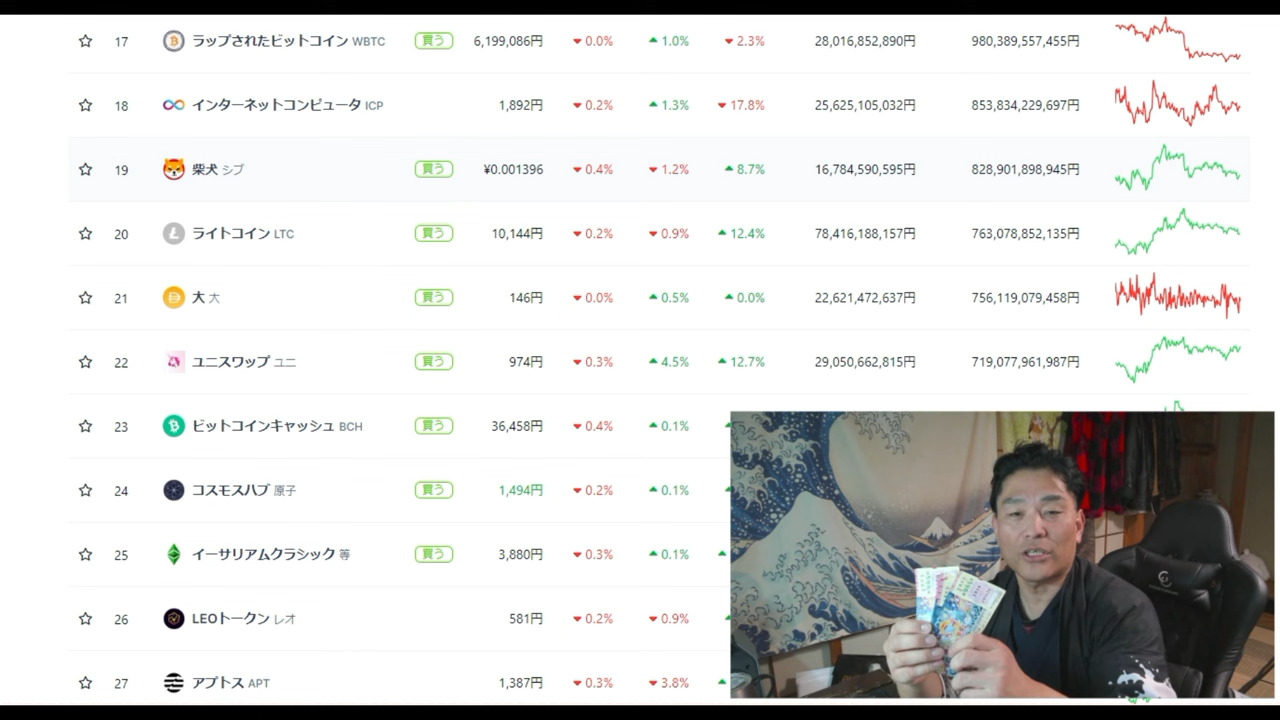 17 ラップされたビットコイン WBTC 買う 6,199,086円 0.0% 1.0% 2.3% 28,016,852,890円 980,389,557,455円
18 インターネットコンピュータ ICP 1,892円 0.2% 1.3% 17.8% 25,625,105,032円 853,834,229,697円
19 柴犬 シブ 買う ¥0.001396 0.4% 1.2% 8.7% 16,784,590,595円 828,901,898,945円
20 ライトコイン LTC 買う 10,144円 0.2% 0.9% 12.4% 78,416,188,157円 763,078,852,135円
21 大 大 買う 146円 0.0% 0.5% 0.0% 22,621,472,637円 756,119,079,458円
22 ユニスワップ ユニ 買う 974円 0.3% 4.5% 12.7% 29,050,662,815円 719,077,961,987円
23 ビットコインキャッシュ BCH 買う 36,458円 0.4% 0.1%
24 コスモスハブ 原子 買う 1,494円 0.2% 0.1%
25 イーサリアムクラシック 等 買う 3,880円 0.3% 0.1%
26 LEOトークン レオ 581円 0.2% 0.9%
27 アプトス APT 1,387円 0.3% 3.8%